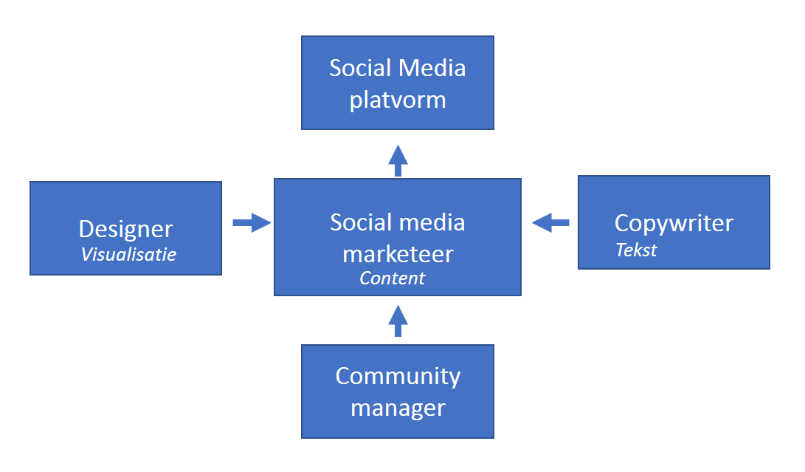 Social Media
platvorm
Designer
Visualisatie
Social media
marketeer
Content
Copywriter
Tekst
Community
manager